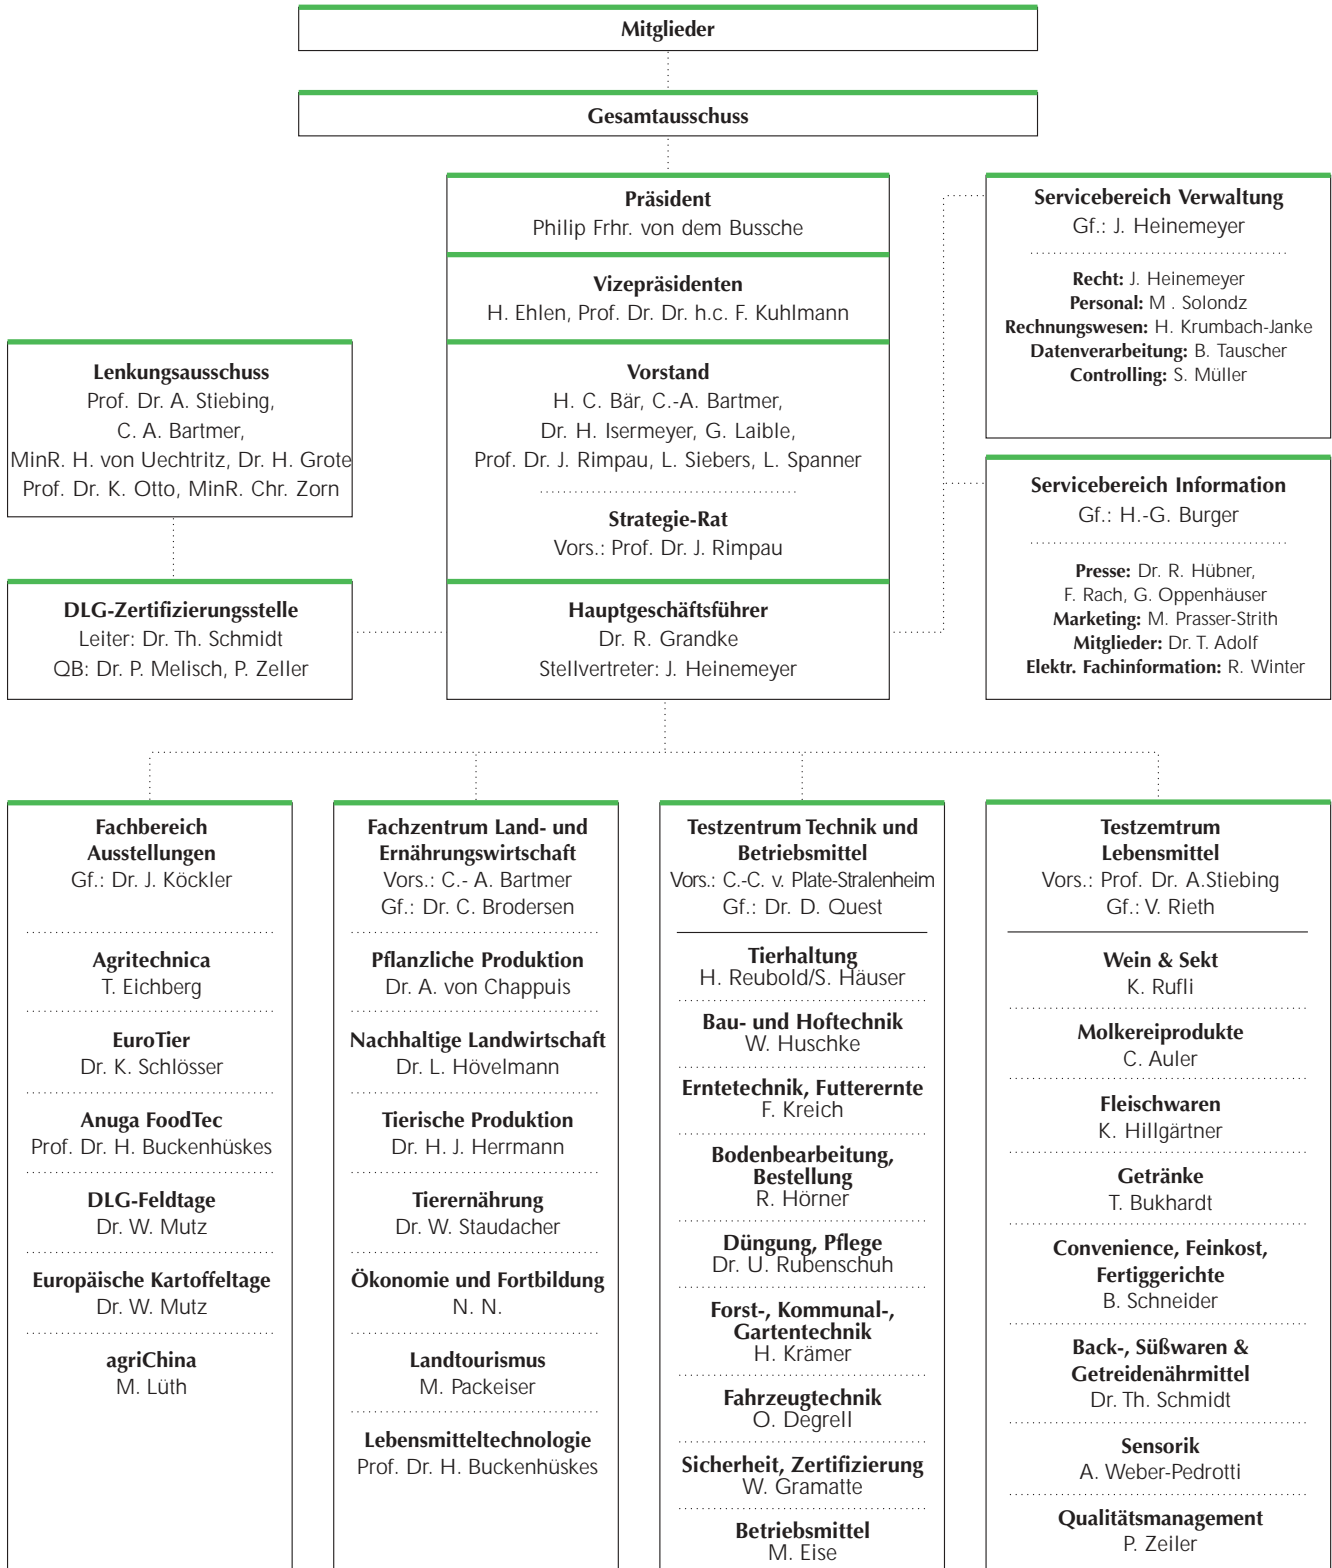 Mitglieder
Gesamtausschuss
Präsident
Philip Frhr. von dem Bussche
Vizepräsidenten
H. Ehlen, Prof. Dr. Dr. h.c. F. Kuhlmann
Vorstand
H. C. Bär, C.-A. Bartmer,
Dr. H. Isermeyer, G. Laible,
Prof. Dr. J. Rimpau, L. Siebers, L. Spanner
Strategie-Rat
Vors.: Prof. Dr. J. Rimpau
Hauptgeschäftsführer
Dr. R. Grandke
Stellvertreter: J. Heinemeyer
Lenkungsausschuss
Prof. Dr. A. Stiebing,
C. A. Bartmer,
MinR. H. von Uechtritz, Dr. H. Grote
Prof. Dr. K. Otto, MinR. Chr. Zorn
DLG-Zertifizierungsstelle
Leiter: Dr. Th. Schmidt
QB: Dr. P. Melisch, P. Zeller
Servicebereich Verwaltung
Gf.: J. Heinemeyer
Recht: J. Heinemeyer
Personal: M . Solondz
Rechnungswesen: H. Krumbach-Janke
Datenverarbeitung: B. Tauscher
Controlling: S. Müller
Servicebereich Information
Gf.: H.-G. Burger
Presse: Dr. R. Hübner,
F. Rach, G. Oppenhäuser
Marketing: M. Prasser-Strith
Mitglieder: Dr. T. Adolf
Elektr. Fachinformation: R. Winter
Fachbereich
Ausstellungen
Gf.: Dr. J. Köckler
Agritechnica
T. Eichberg
EuroTier
Dr. K. Schlösser
Anuga FoodTec
Prof. Dr. H. Buckenhüskes
DLG-Feldtage
Dr. W. Mutz
Europäische Kartoffeltage
Dr. W. Mutz
agriChina
M. Lüth
Fachzentrum Land- und
Ernährungswirtschaft
Vors.: C.- A. Bartmer
Gf.: Dr. C. Brodersen
Pflanzliche Produktion
Dr. A. von Chappuis
Nachhaltige Landwirtschaft
Dr. L. Hövelmann
Tierische Produktion
Dr. H. J. Herrmann
Tierernährung
Dr. W. Staudacher
Ökonomie und Fortbildung
N. N.
Landtourismus
M. Packeiser
Lebensmitteltechnologie
Prof. Dr. H. Buckenhüskes
Testzentrum Technik und
Betriebsmittel
Vors.: C.-C. v. Plate-Stralenheim
Gf.: Dr. D. Quest
Tierhaltung
H. Reubold/S. Häuser
Bau- und Hoftechnik
W. Huschke
Erntetechnik, Futterernte
F. Kreich
Bodenbearbeitung,
Bestellung
R. Hörner
Düngung, Pflege
Dr. U. Rubenschuh
Forst-, Kommunal-,
Gartentechnik
H. Krämer
Fahrzeugtechnik
O. Degrell
Sicherheit, Zertifizierung
W. Gramatte
Betriebsmittel
M. Eise
Testzemtrum
Lebensmittel
Vors.: Prof. Dr. A.Stiebing
Gf.: V. Rieth
Wein & Sekt
K. Rufli
Molkereiprodukte
C. Auler
Fleischwaren
K. Hillgärtner
Getränke
T. Bukhardt
Convenience, Feinkost,
Fertiggerichte
B. Schneider
Back-, Süßwaren &
Getreidenährmittel
Dr. Th. Schmidt
Sensorik
A. Weber-Pedrotti
Qualitätsmanagement
P. Zeiler